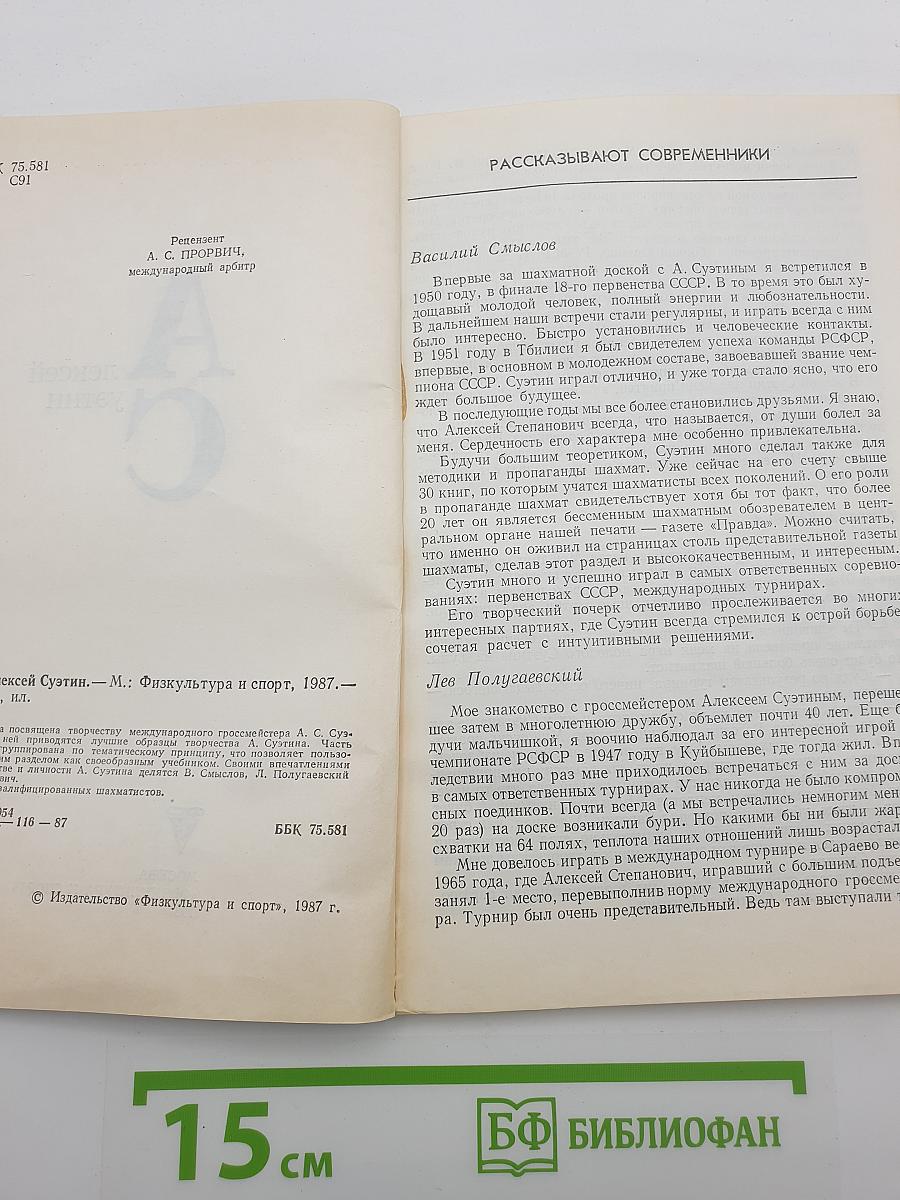 К 75.581
С91
Рецензент
А. С. ПРОРВИЧ,
международный арбитр
лексей Суэтин.— М.: Физкультура и спорт, 1987.—
, ил.
а посвящена творчеству международного гроссмейстера А. С. Суэ-
ней приводятся лучшие образцы творчества А. Суэтина. Часть
группирована по тематическому принципу, что позволяет пользо-
им разделом как своеобразным учебником. Своими впечатлениями
тве и личности А. Суэтина делятся В. Смыслов, Л. Полугаевский
вич.
валифицированных шахматистов.
954
—116 — 87
ББК 75.581
© Издательство «Физкультура и спорт», 1987 г.
РАССКАЗЫВАЮТ СОВРЕМЕННИКИ
Василий Смыслов
Впервые за шахматной доской с А. Суэтиным я встретился в
1950 году, в финале 18-го первенства СССР. В то время это был ху-
дощавый молодой человек, полный энергии и любознательности.
В дальнейшем наши встречи стали регулярны, и играть всегда с ним
было интересно. Быстро установились и человеческие контакты.
В 1951 году в Тбилиси я был свидетелем успеха команды РСФСР,
впервые, в основном в молодежном составе, завоевавшей звание чем-
пиона СССР. Суэтин играл отлично, и уже тогда стало ясно, что его
ждет большое будущее.
В последующие годы мы все более становились друзьями. Я знаю,
что Алексей Степанович всегда, что называется, от души болел за
меня. Сердечность его характера мне особенно привлекательна.
Будучи большим теоретиком, Суэтин много сделал также для
методики и пропаганды шахмат. Уже сейчас на его счету свыше
30 книг, по которым учатся шахматисты всех поколений. О его роли
в пропаганде шахмат свидетельствует хотя бы тот факт, что более
20 лет он является бессменным шахматным обозревателем в цент-
ральном органе нашей печати — газете «Правда». Можно считать,
что именно он оживил на страницах столь представительной газеты
шахматы, сделав этот раздел и высококачественным, и интересным.
Суэтин много и успешно играл в самых ответственных соревно-
ваниях: первенствах СССР, международных турнирах.
Его творческий почерк отчетливо прослеживается во многих
интересных партиях, где Суэтин всегда стремился к острой борьбе
сочетая расчет с интуитивными решениями.
Лев Полугаевский
Мое знакомство с гроссмейстером Алексеем Суэтиным, переше
шее затем в многолетнюю дружбу, объемлет почти 40 лет. Еще б
дучи мальчишкой, я воочию наблюдал за его интересной игрой
чемпионате РСФСР в 1947 году в Куйбышеве, где тогда жил. Вп
ледствии много раз мне приходилось встречаться с ним за дос
в самых ответственных турнирах. У нас никогда не было компром
сных поединков. Почти всегда (а мы встречались немногим мен
20 раз) на доске возникали бури. Но какими бы ни были жар
схватки на 64 полях, теплота наших отношений лишь возрастал
Мне довелось играть в международном турнире в Сараево ве
1965 года, где Алексей Степанович, игравший с большим подъе
занял 1-е место, перевыполнив норму международного гроссме
ра. Турнир был очень представительный. Ведь там выступали т
15 см
БФ БИБЛИОФАН